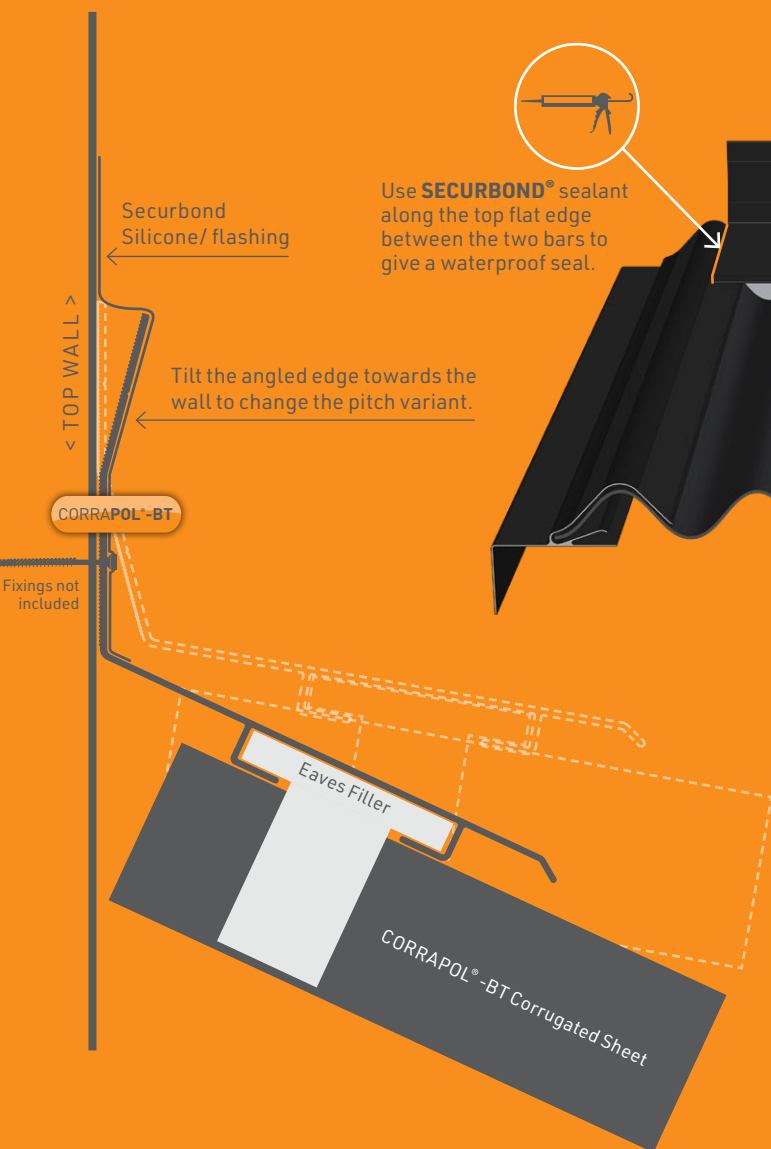 Use SECURBOND® sealant
along the top flat edge
between the two bars to
give a waterproof seal.
Securbond
Silicone/ flashing
< TOP WALL >
Tilt the angled edge towards the
wall to change the pitch variant.
CORRAPOL®-BT
Fixings not
included
Eaves Filler
CORRAPOL®-BT Corrugated Sheet